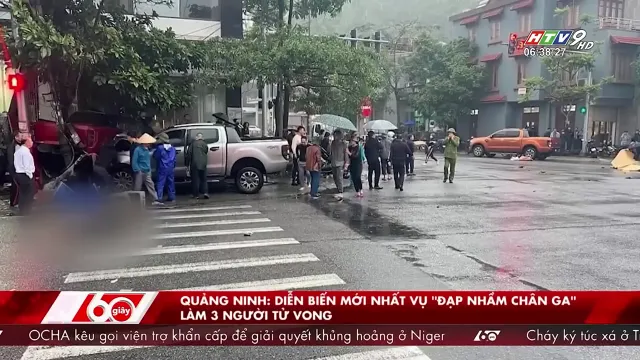 HTV9 HD
06:38:27
60 giây
QUẢNG NINH: DIỄN BIẾN MỚI NHẤT VỤ "ĐẠP NHẦM CHÂN GA"
LÀM 3 NGƯỜI TỬ VONG
OCHA kêu gọi viện trợ khẩn cấp để giải quyết khủng hoảng ở Niger
60
Cháy ký túc xá ở T